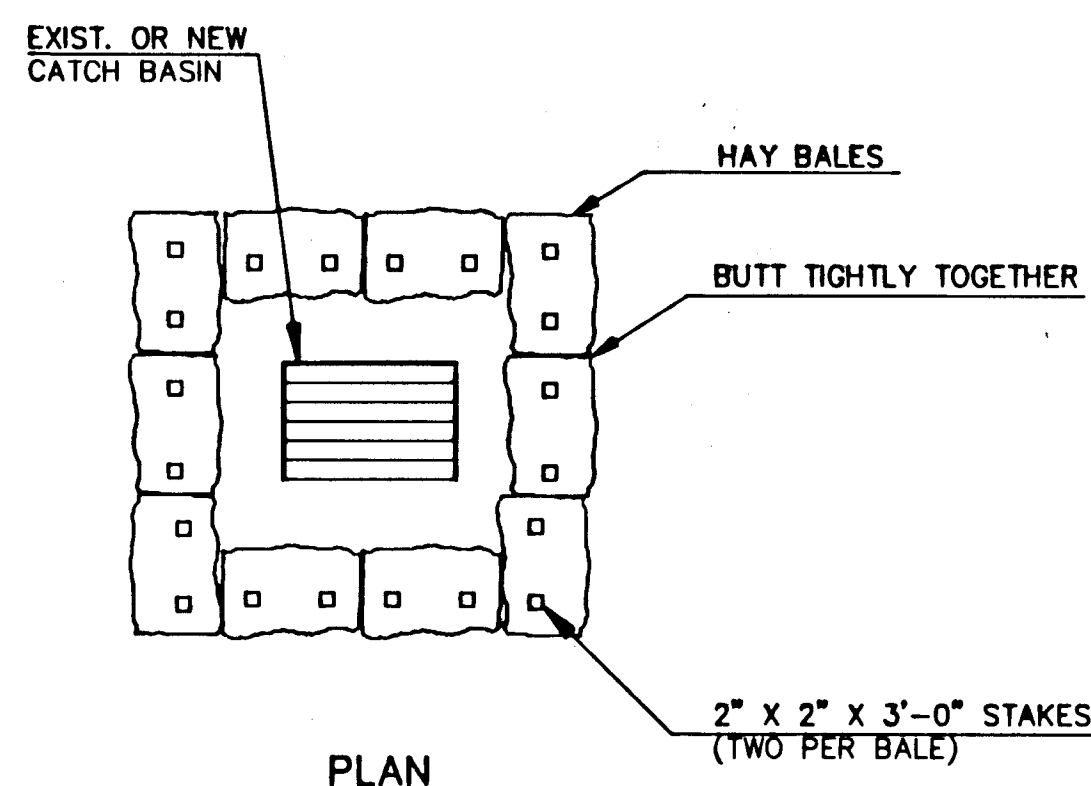 EXIST. OR NEW
CATCH BASIN
HAY BALES
BUTT TIGHTLY TOGETHER
2" X 2" X 3'-0" STAKES
(TWO PER BALE)
PLAN